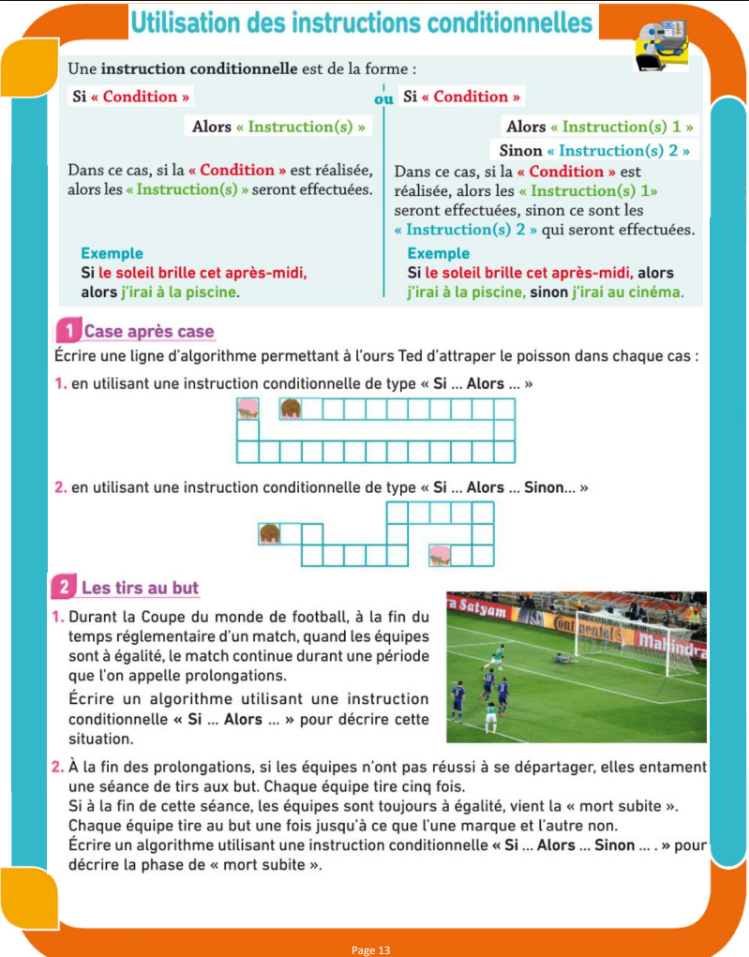 Utilisation des instructions conditionnelles
Une instruction conditionnelle est de la forme :
Si « Condition »
Alors « Instruction(s) »
Dans ce cas, si la « Condition » est réalisée,
alors les « Instruction(s) » seront effectuées.
Exemple
Si le soleil brille cet après-midi,
alors j'irai à la piscine.
ou
Si « Condition »
Alors « Instruction(s) 1 »
Sinon « Instruction(s) 2 »
Dans ce cas, si la « Condition » est
réalisée, alors les « Instruction(s) 1»
seront effectuées, sinon ce sont les
« Instruction(s) 2 » qui seront effectuées.
Exemple
Si le soleil brille cet après-midi, alors
j'irai à la piscine, sinon j'irai au cinéma.
1 Case après case
Écrire une ligne d'algorithme permettant à l'ours Ted d'attraper le poisson dans chaque cas :
1. en utilisant une instruction conditionnelle de type « Si ... Alors ... »
2. en utilisant une instruction conditionnelle de type « Si ... Alors ... Sinon... »
2 Les tirs au but
1. Durant la Coupe du monde de football, à la fin du
temps réglementaire d'un match, quand les équipes
sont à égalité, le match continue durant une période
que l'on appelle prolongations.
Écrire un algorithme utilisant une instruction
conditionnelle « Si ... Alors ... » pour décrire cette
situation.
a Satyam
Continental
Mahindra
2. À la fin des prolongations, si les équipes n'ont pas réussi à se départager, elles entament
une séance de tirs aux but. Chaque équipe tire cinq fois.
Si à la fin de cette séance, les équipes sont toujours à égalité, vient la « mort subite ».
Chaque équipe tire au but une fois jusqu'à ce que l'une marque et l'autre non.
Écrire un algorithme utilisant une instruction conditionnelle « Si ... Alors ... Sinon ... . » pour
décrire la phase de « mort subite ».
Page 13